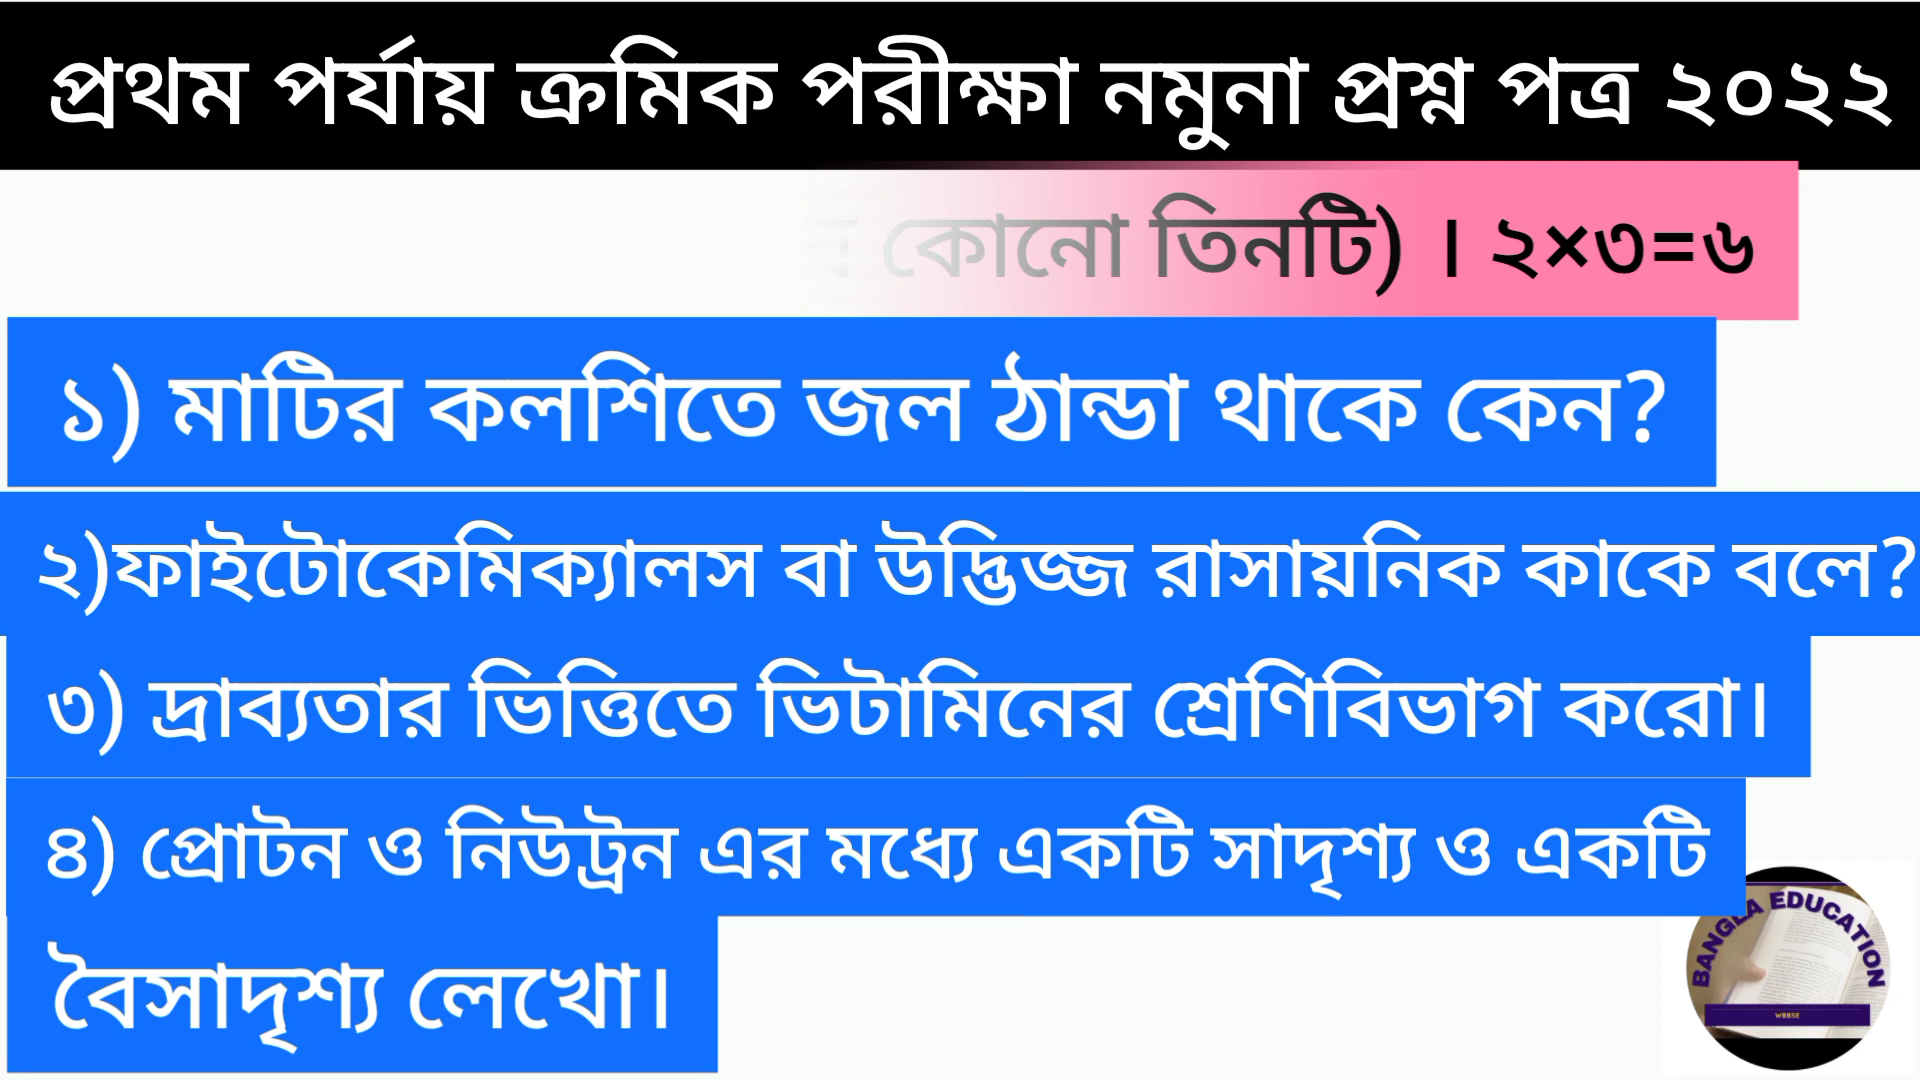 প্রথম পর্যায় ক্রমিক পরীক্ষা নমুনা প্রশ্ন পত্র ২০২২
কোনো তিনটি) । ২×৩=৬
১) মাটির কলশিতে জল ঠান্ডা থাকে কেন?
২)ফাইটোকেমিক্যালস বা উদ্ভিজ্জ রাসায়নিক কাকে বলে?
৩) দ্রাব্যতার ভিত্তিতে ভিটামিনের শ্রেণিবিভাগ করো।
৪) প্রোটন ও নিউট্রন এর মধ্যে একটি সাদৃশ্য ও একটি
বৈসাদৃশ্য লেখো।
BANGLA EDUCATION
WBBSE